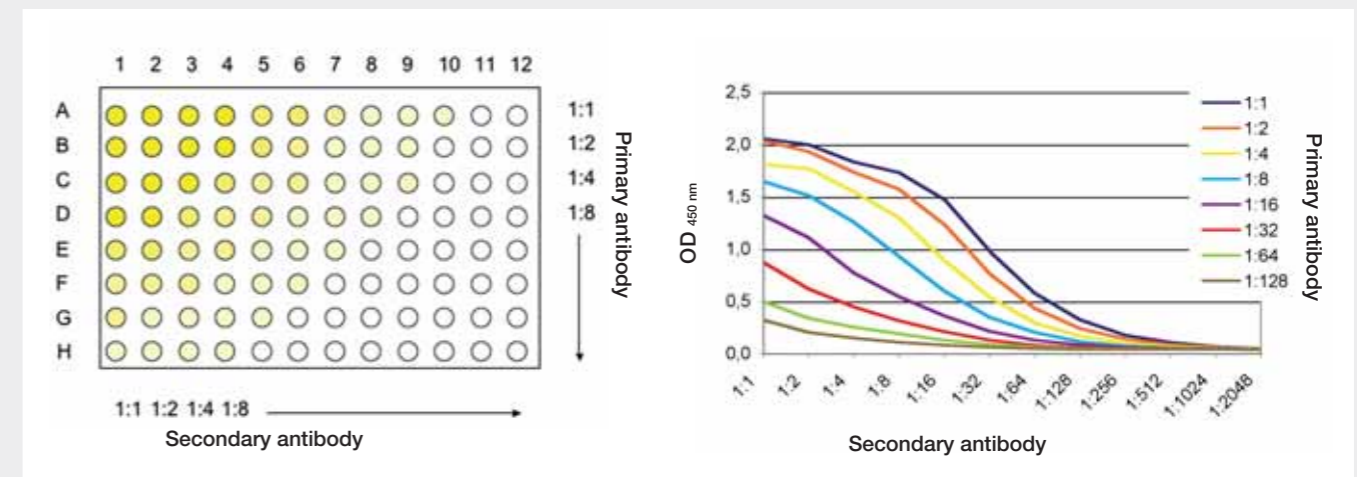 1 2 3 4 5 6 7 8 9 10 11 12
A
B
C
D
E
F
G
H
1:1
1:2
1:4
1:8
Primary antibody
1:1 1:2 1:4 1:8
Secondary antibody
2,5
2,0
1,5
1,0
0,5
0,0
OD 450 nm
1:1
1:2
1:4
1:8
1:16
1:32
1:64
1:128
1:256
1:512
1:1024
1:2048
Secondary antibody
1:1
1:2
1:4
1:8
1:16
1:32
1:64
1:128
Primary antibody